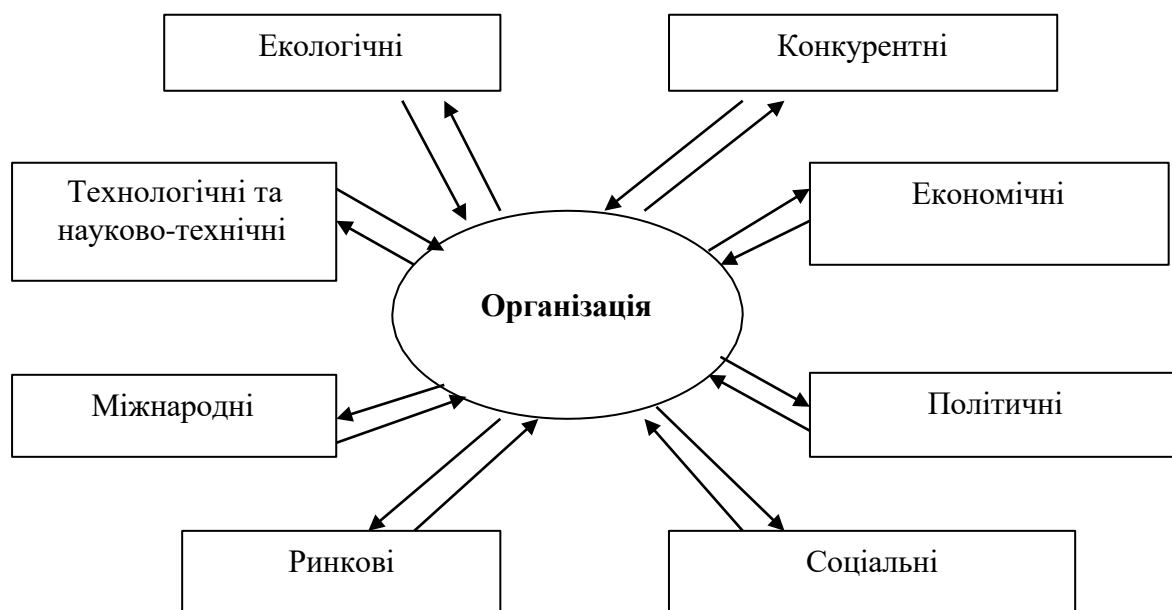 Екологічні
Конкурентні
Технологічні та
науково-технічні
Економічні
Організація
Міжнародні
Політичні
Ринкові
Соціальні